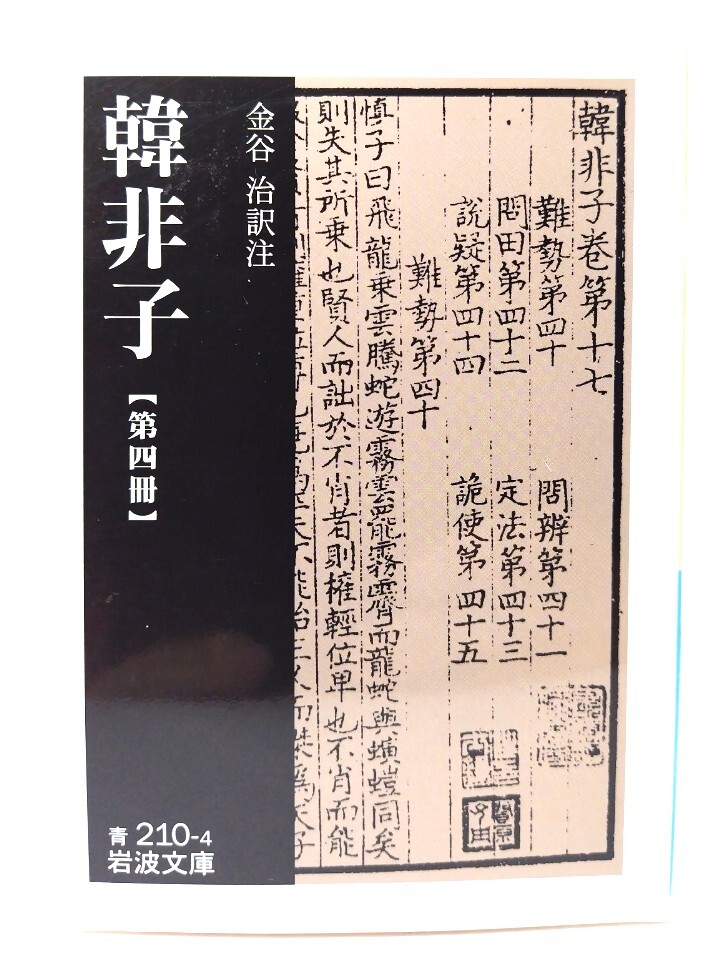 韓非子
【第四冊】
金谷 治訳注
青 210-4
岩波文庫
韓非子卷第十七
難勢第四十 問辨第四十一
問田第四十二 定法第四十三
說疑第四十四 詭使第四十五
難勢第四十
慎子曰飛龍乘雲騰蛇遊霧雲罷霧霽而龍蛇與螾螘同矣
則失其所乘也賢人而詘於不肖者則權輕位卑也不肖而能